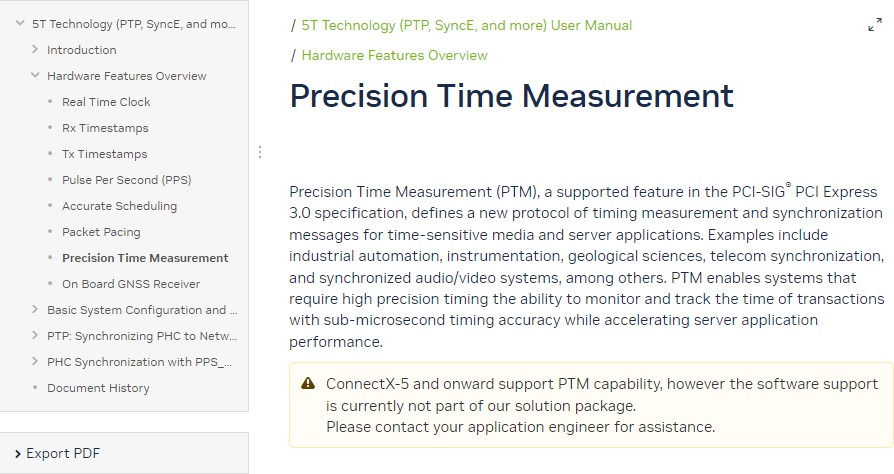 5T Technology (PTP, SyncE, and mo...
Introduction
Hardware Features Overview
Real Time Clock
Rx Timestamps
Tx Timestamps
Pulse Per Second (PPS)
Accurate Scheduling
Packet Pacing
Precision Time Measurement
On Board GNSS Receiver
Basic System Configuration and ...
PTP: Synchronizing PHC to Netw...
PHC Synchronization with PPS_...
Document History
Export PDF
/ 5T Technology (PTP, SyncE, and more) User Manual
/ Hardware Features Overview
Precision Time Measurement
Precision Time Measurement (PTM), a supported feature in the PCI-SIG® PCI Express
3.0 specification, defines a new protocol of timing measurement and synchronization
messages for time-sensitive media and server applications. Examples include
industrial automation, instrumentation, geological sciences, telecom synchronization,
and synchronized audio/video systems, among others. PTM enables systems that
require high precision timing the ability to monitor and track the time of transactions
with sub-microsecond timing accuracy while accelerating server application
performance.
ConnectX-5 and onward support PTM capability, however the software support
is currently not part of our solution package.
Please contact your application engineer for assistance.